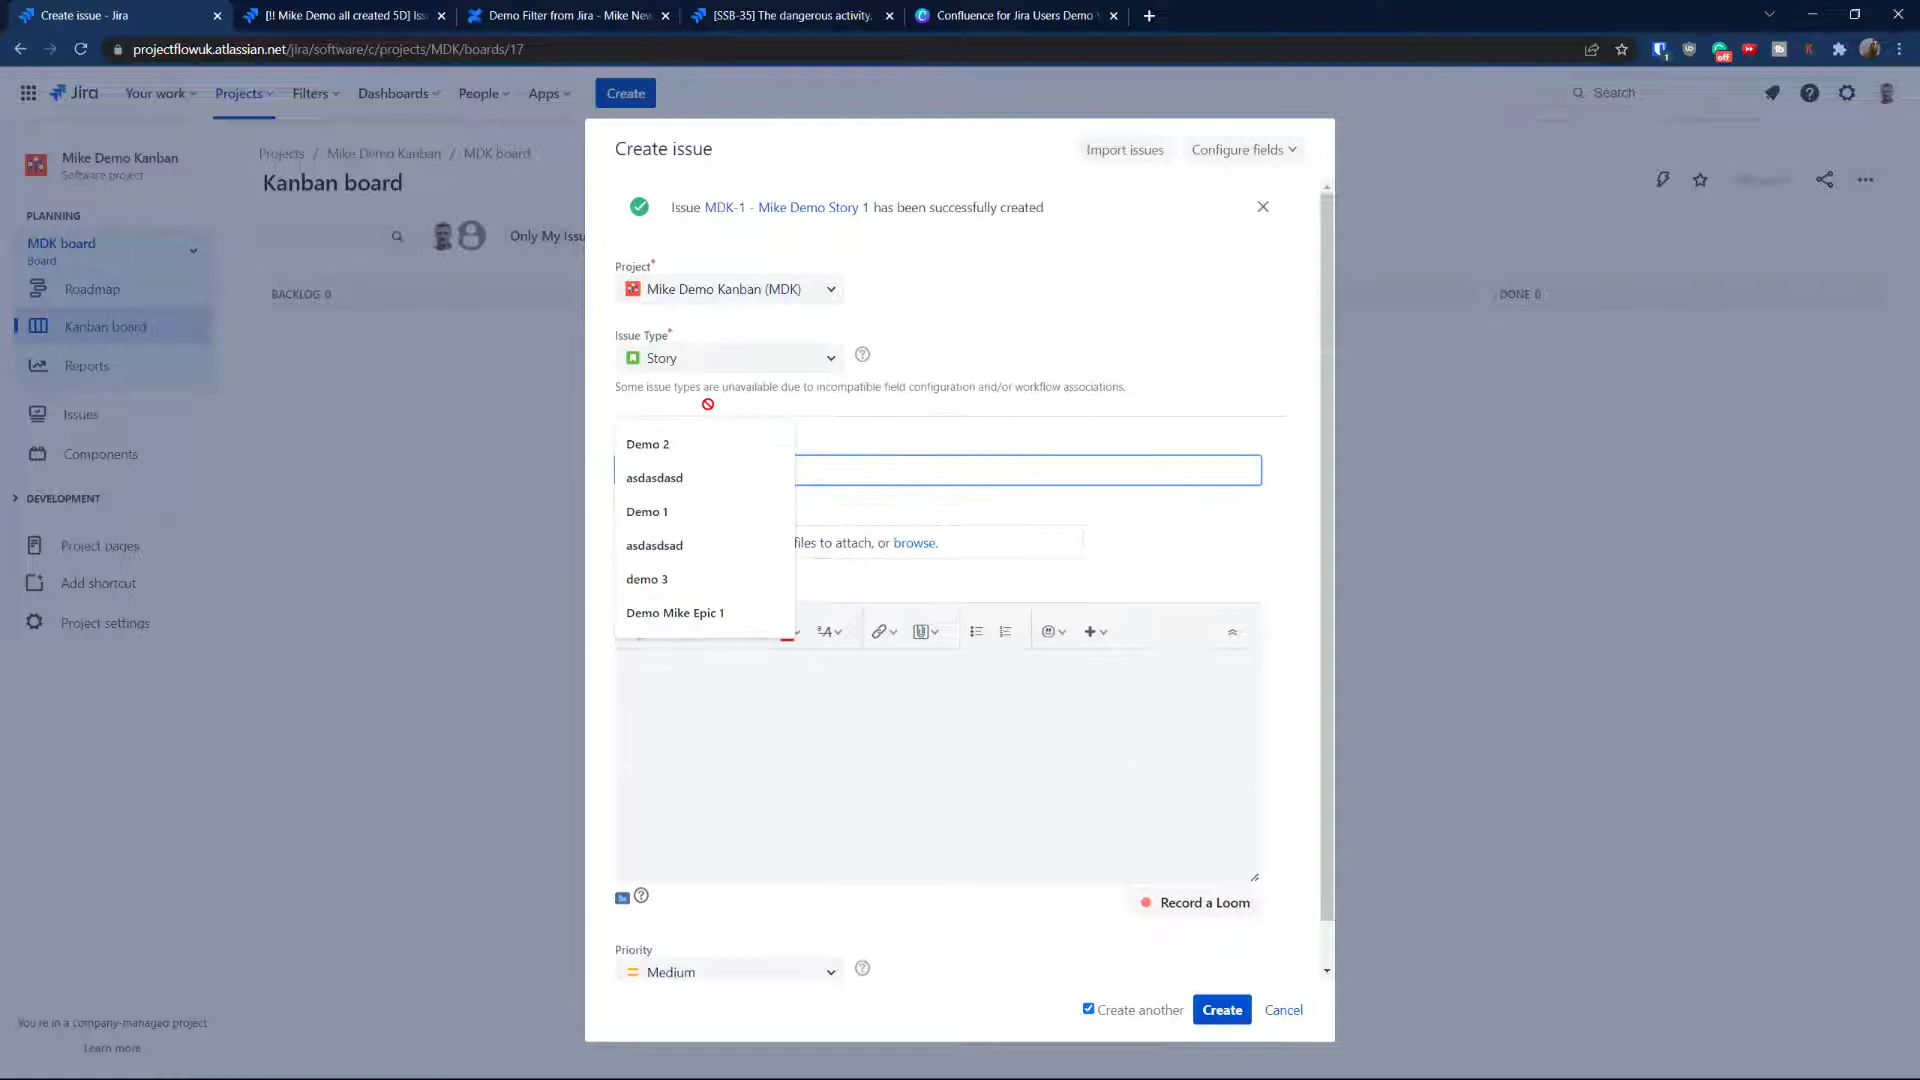 Create issue - Jira
[!! Mike Demo all created 5D] Iss
Demo Filter from Jira - Mike New
[SSB-35] The dangerous activity,
Confluence for Jira Users Demo
projectflowuk.atlassian.net/jira/software/c/projects/MDK/boards/17
off
Jira
Your work
Projects
Filters
Dashboards
People
Apps
Create
Search
Mike Demo Kanban
Software project
Projects / Mike Demo Kanban / MDK board
Kanban board
PLANNING
MDK board
Board
Only My Issu
Roadmap
Kanban board
Reports
Issues
Components
DEVELOPMENT
Project pages
Add shortcut
Project settings
BACKLOG 0
DONE 0
You're in a company-managed project
Learn more
Create issue
Import issues
Configure fields
Issue MDK-1 - Mike Demo Story 1 has been successfully created
Project*
Mike Demo Kanban (MDK)
Issue Type*
Story
Some issue types are unavailable due to incompatible field configuration and/or workflow associations.
Demo 2
asdasdasd
Demo 1
asdasdsad
demo 3
Demo Mike Epic 1
files to attach, or browse.
Record a Loom
Priority
Medium
Create another
Create
Cancel